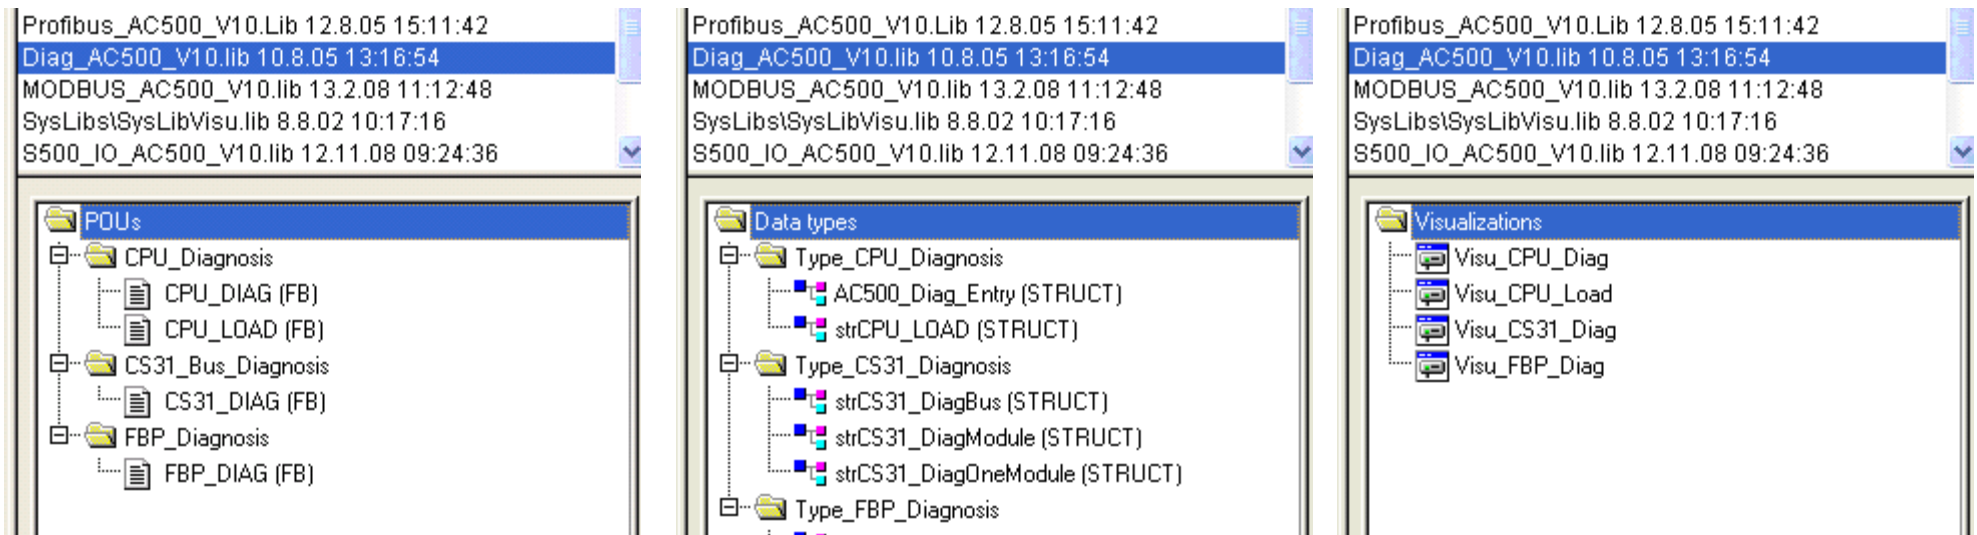 Profibus_AC500_V10.Lib 12.8.05 15:11:42
Diag_AC500_V10.lib 10.8.05 13:16:54
MODBUS_AC500_V10.lib 13.2.08 11:12:48
SysLibs\SysLibVisu.lib 8.8.02 10:17:16
S500_IO_AC500_V10.lib 12.11.08 09:24:36
POUs
CPU_Diagnosis
CPU_DIAG (FB)
CPU_LOAD (FB)
CS31_Bus_Diagnosis
CS31_DIAG (FB)
FBP_Diagnosis
FBP_DIAG (FB)
Profibus_AC500_V10.Lib 12.8.05 15:11:42
Diag_AC500_V10.lib 10.8.05 13:16:54
MODBUS_AC500_V10.lib 13.2.08 11:12:48
SysLibs\SysLibVisu.lib 8.8.02 10:17:16
S500_IO_AC500_V10.lib 12.11.08 09:24:36
Data types
Type_CPU_Diagnosis
AC500_Diag_Entry (STRUCT)
strCPU_LOAD (STRUCT)
Type_CS31_Diagnosis
strCS31_DiagBus (STRUCT)
strCS31_DiagModule (STRUCT)
strCS31_DiagOneModule (STRUCT)
Type_FBP_Diagnosis
Profibus_AC500_V10.Lib 12.8.05 15:11:42
Diag_AC500_V10.lib 10.8.05 13:16:54
MODBUS_AC500_V10.lib 13.2.08 11:12:48
SysLibs\SysLibVisu.lib 8.8.02 10:17:16
S500_IO_AC500_V10.lib 12.11.08 09:24:36
Visualizations
Visu_CPU_Diag
Visu_CPU_Load
Visu_CS31_Diag
Visu_FBP_Diag